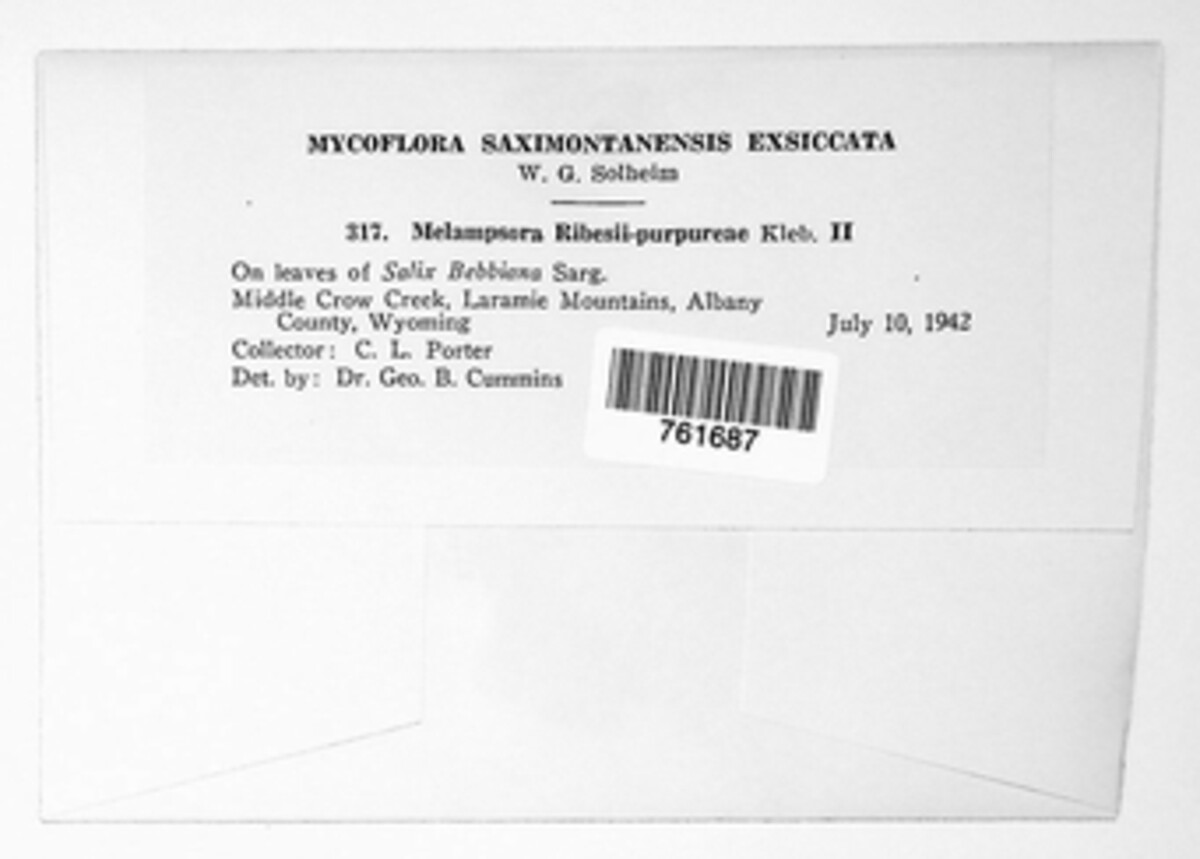 MYCOFLORA SAXIMONTANENSIS EXSICCATA
W. G. Solheim
317. Melampsora Ribesii-purpureae Kleb. II
On leaves of Salix Bebbiana Sarg.
Middle Crow Creek, Laramie Mountains, Albany
County, Wyoming July 10, 1942
Collector: C. L. Porter
Det. by: Dr. Geo. B. Cummins
761687